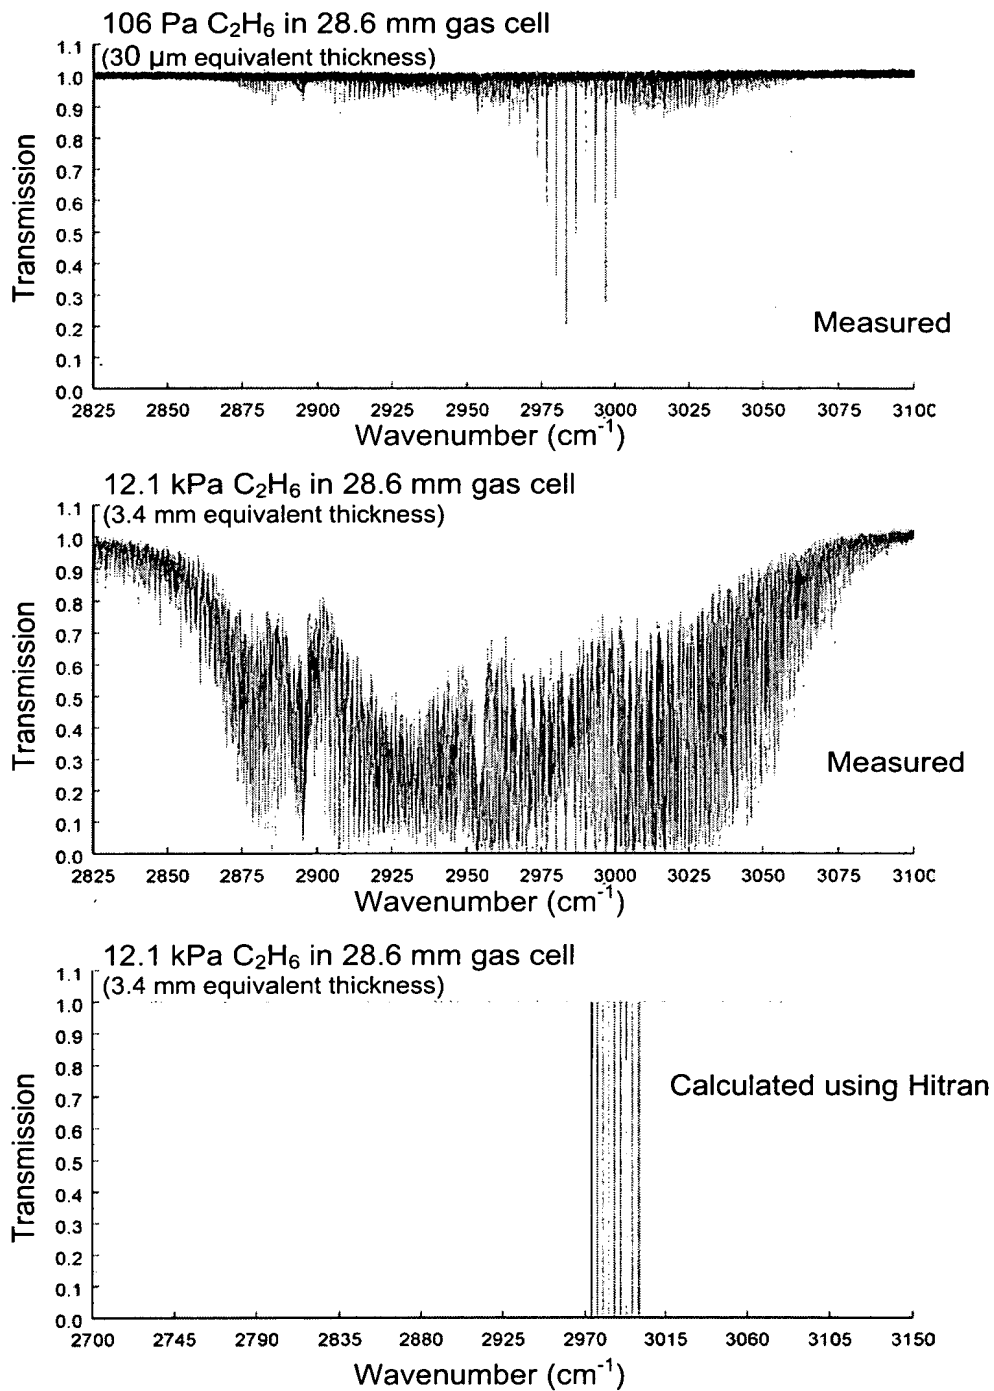 106 Pa C₂H₆ in 28.6 mm gas cell
(30 µm equivalent thickness)
1.1
1.0
0.9
0.8
0.7
0.6
0.5
0.4
0.3
0.2
0.1
0.0
Transmission
Measured
2825 2850 2875 2900 2925 2950 2975 3000 3025 3050 3075 310C
Wavenumber (cm⁻¹)
12.1 kPa C₂H₆ in 28.6 mm gas cell
(3.4 mm equivalent thickness)
1.1
1.0
0.9
0.8
0.7
0.6
0.5
0.4
0.3
0.2
0.1
0.0
Transmission
Measured
2825 2850 2875 2900 2925 2950 2975 3000 3025 3050 3075 310C
Wavenumber (cm⁻¹)
12.1 kPa C₂H₆ in 28.6 mm gas cell
(3.4 mm equivalent thickness)
1.1
1.0
0.9
0.8
0.7
0.6
0.5
0.4
0.3
0.2
0.1
0.0
Transmission
Calculated using Hitran
2700 2745 2790 2835 2880 2925 2970 3015 3060 3105 3150
Wavenumber (cm⁻¹)